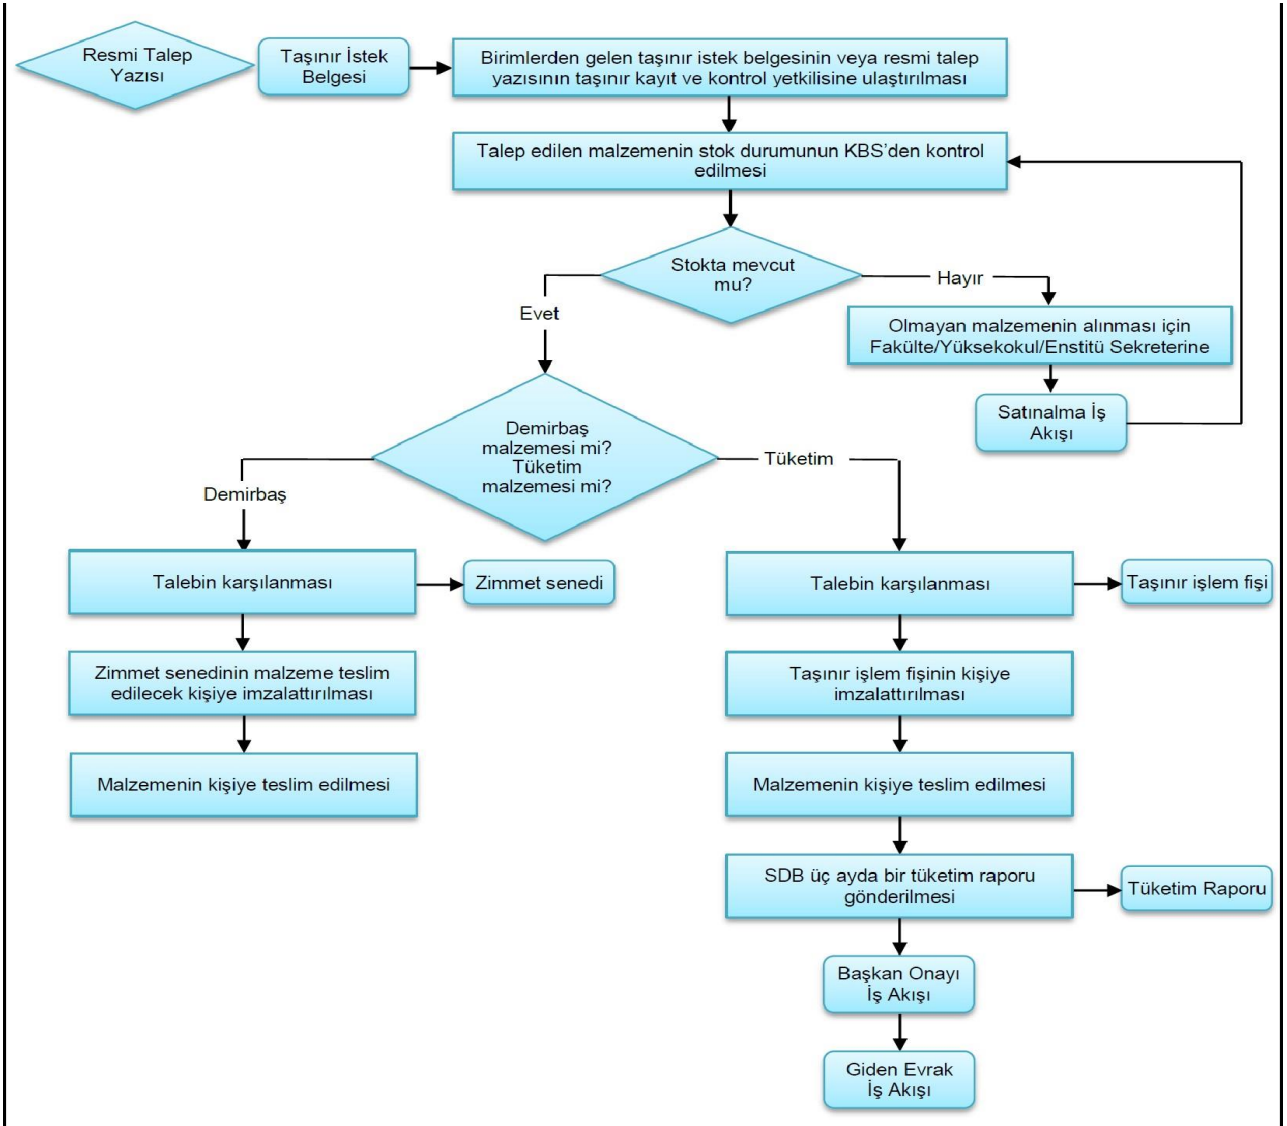 Resmi Talep
Yazısı
Taşınır İstek
Belgesi
Birimlerden gelen taşınır istek belgesinin veya resmi talep
yazısının taşınır kayıt ve kontrol yetkilisine ulaştırılması
Talep edilen malzemenin stok durumunun KBS'den kontrol
edilmesi
Stokta mevcut
mu?
Hayır
Evet
Olmayan malzemenin alınması için
Fakülte/Yüksekokul/Enstitü Sekreterine
Satınalma İş
Akışı
Demirbaş
malzemesi mi?
Tüketim
malzemesi mi?
Demirbaş
Tüketim
Talebin karşılanması
Zimmet senedi
Talebin karşılanması
Taşınır işlem fişi
Zimmet senedinin malzeme teslim
edilecek kişiye imzalattırılması
Taşınır işlem fişinin kişiye
imzalattırılması
Malzemenin kişiye teslim edilmesi
Malzemenin kişiye teslim edilmesi
SDB üç ayda bir tüketim raporu
gönderilmesi
Tüketim Raporu
Başkan Onayı
İş Akışı
Giden Evrak
İş Akışı